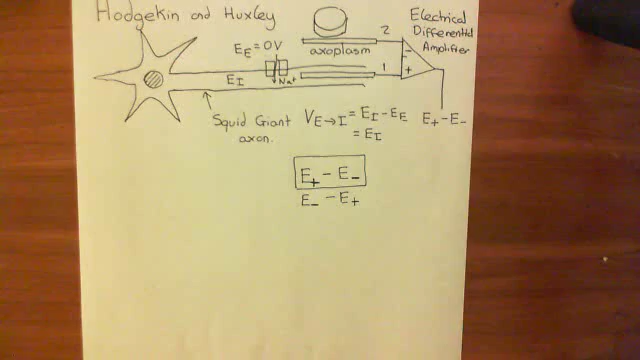 Hodgekin and Huxley
Electrical
Differential
Amplifier
E_E = 0V
axoplasm
2
1
−
+
E_I
Na⁺
Squid Giant
axon.
V_E→I = E_I − E_E
= E_I
E₊ − E₋
E₊ − E₋
E₋ − E₊